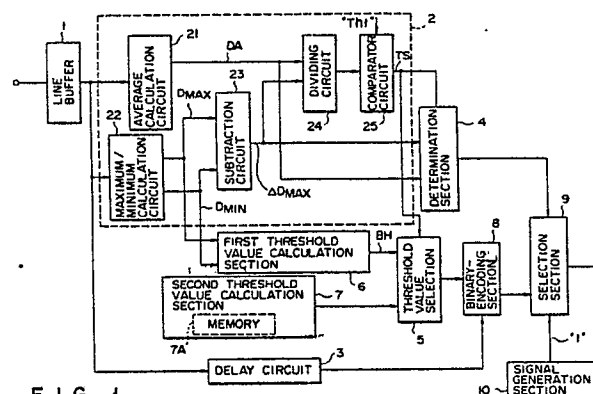 1
LINE BUFFER
2
21
AVERAGE CALCULATION CIRCUIT
DA
22
MAXIMUM/MINIMUM CALCULATION CIRCUIT
DMAX
DMIN
23
SUBTRACTION CIRCUIT
ΔDMAX
DIVIDING CIRCUIT
24
"Th1"
COMPARATOR CIRCUIT
25
TS
4
DETERMINATION SECTION
FIRST THRESHOLD VALUE CALCULATION SECTION
6
BH
SECOND THRESHOLD VALUE CALCULATION SECTION
7
MEMORY
7A
THRESHOLD VALUE SELECTION
5
8
BINARY-ENCODING SECTION
9
SELECTION SECTION
"1"
DELAY CIRCUIT
3
SIGNAL GENERATION SECTION
10
FIG. 1